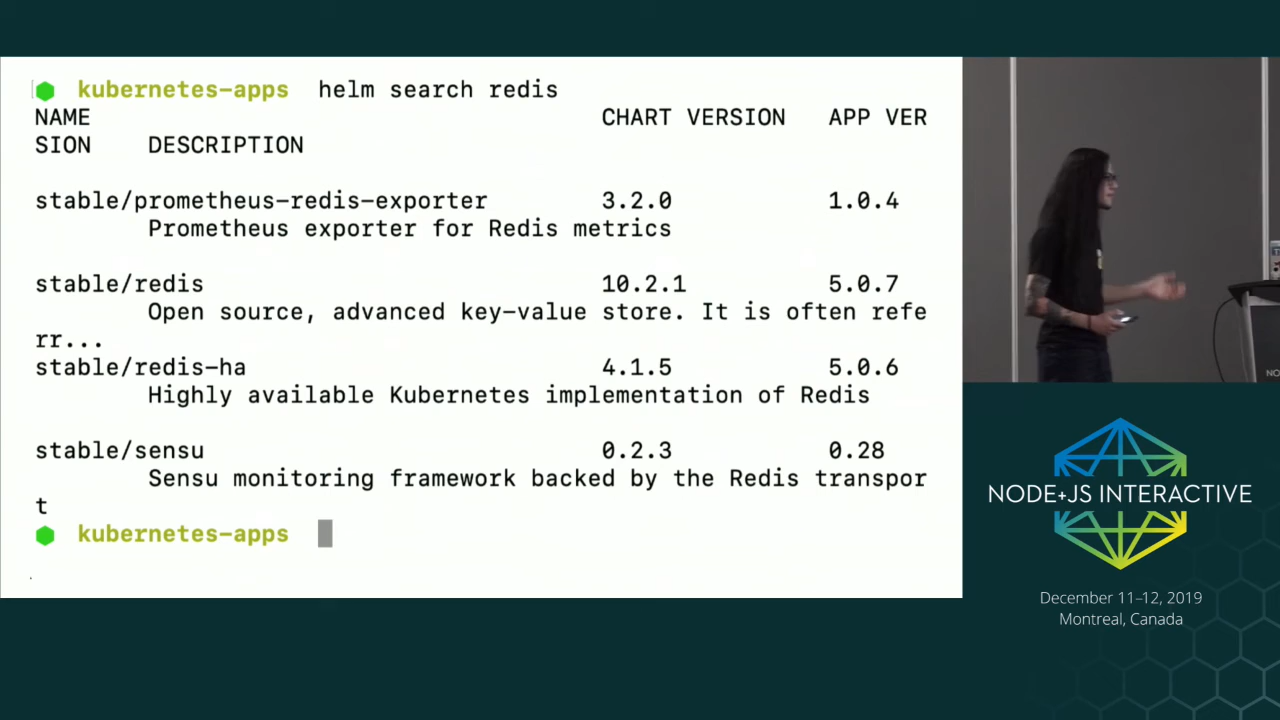 kubernetes-apps helm search redis
NAME CHART VERSION APP VER
SION DESCRIPTION
stable/prometheus-redis-exporter 3.2.0 1.0.4
Prometheus exporter for Redis metrics
stable/redis 10.2.1 5.0.7
Open source, advanced key-value store. It is often refe
rr...
stable/redis-ha 4.1.5 5.0.6
Highly available Kubernetes implementation of Redis
stable/sensu 0.2.3 0.28
Sensu monitoring framework backed by the Redis transpor
t
kubernetes-apps
NO
NODE+JS INTERACTIVE
December 11–12, 2019
Montreal, Canada